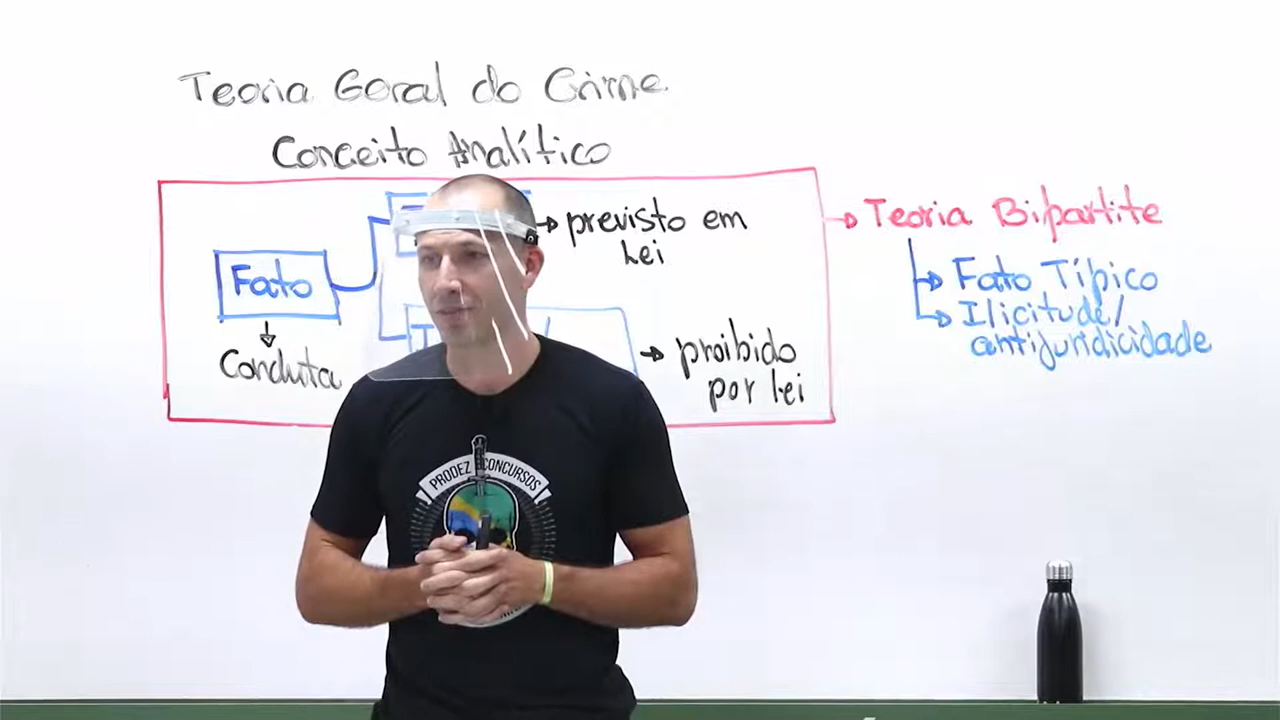 Teoria Geral do Crime
Conceito Analítico
previsto em
Lei
Fato
Conduta
proibido
por Lei
Teoria Bipartite
Fato Típico
Ilicitude/
antijuridicidade
PRODEZ CONCURSOS